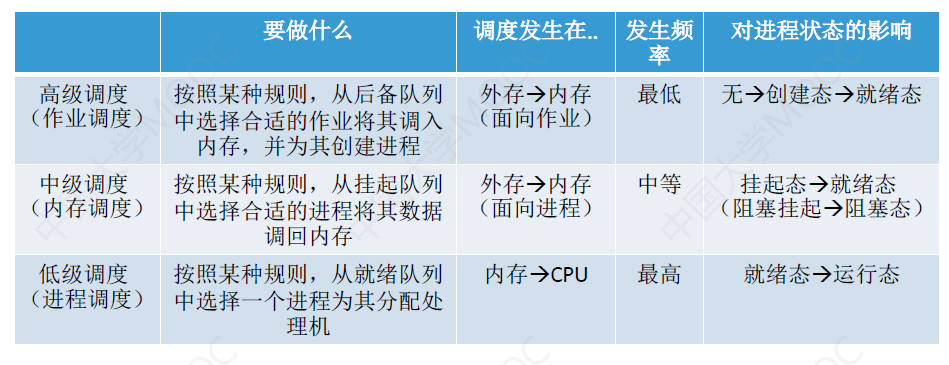 要做什么
调度发生在..
发生频
率
对进程状态的影响
高级调度
（作业调度）
按照某种规则，从后备队列
中选择合适的作业将其调入
内存，并为其创建进程
外存→内存
（面向作业）
最低
无→创建态→就绪态
中级调度
（内存调度）
按照某种规则，从挂起队列
中选择合适的进程将其数据
调回内存
外存→内存
（面向进程）
中等
挂起态→就绪态
（阻塞挂起→阻塞态）
低级调度
（进程调度）
按照某种规则，从就绪队列
中选择一个进程为其分配处
理机
内存→CPU
最高
就绪态→运行态
中国大学MOOC